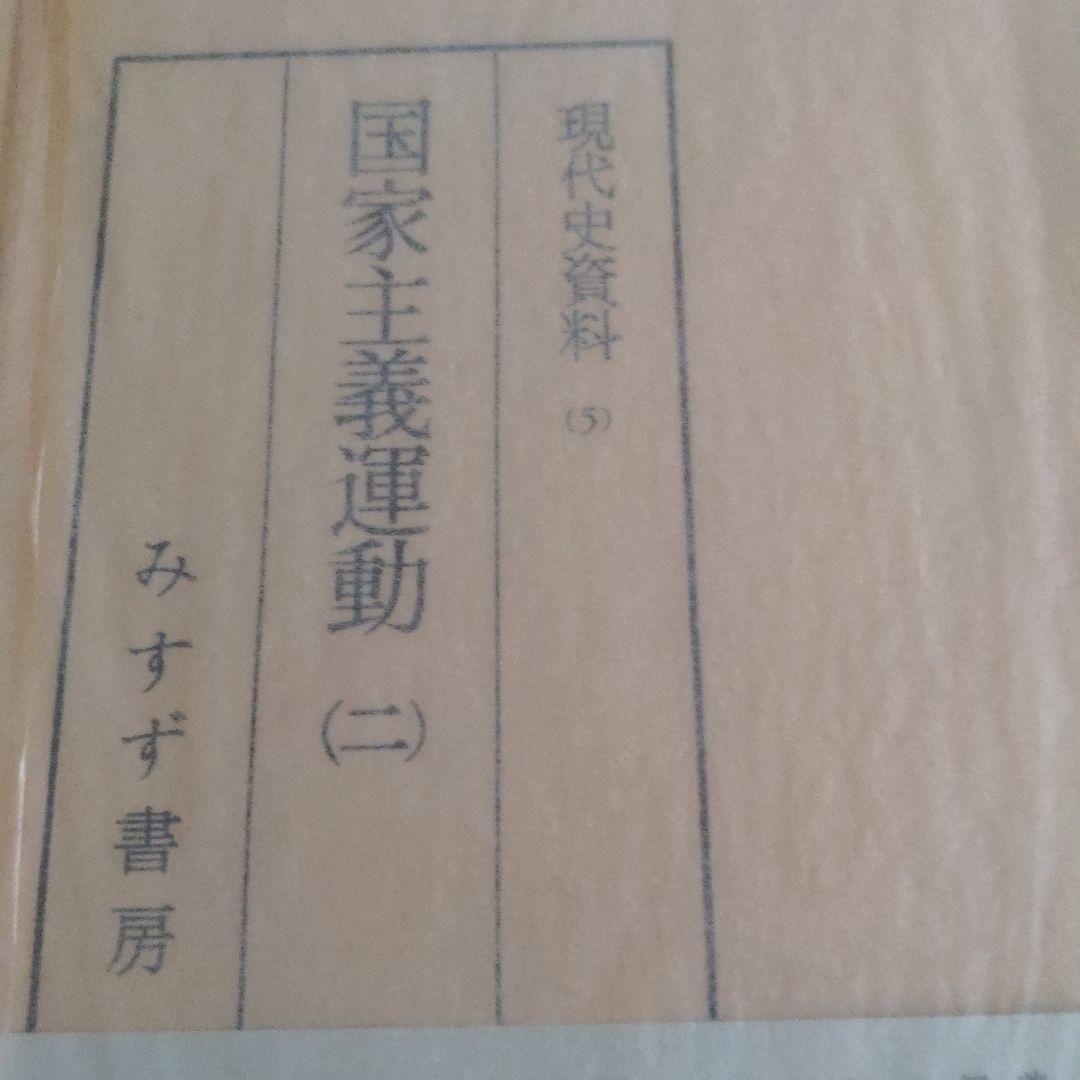 現代史資料 (5)
国家主義運動 (二)
みすず書房